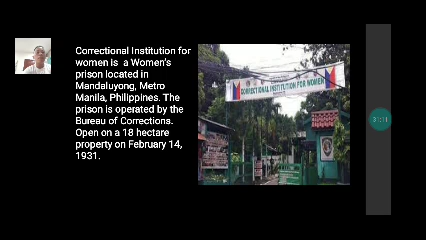 Correctional Institution for
women is a Women's
prison located in
Mandaluyong, Metro
Manila, Philippines. The
prison is operated by the
Bureau of Corrections.
Open on a 18 hectare
property on February 14,
1931.
CORRECTIONAL INSTITUTION FOR WOMEN